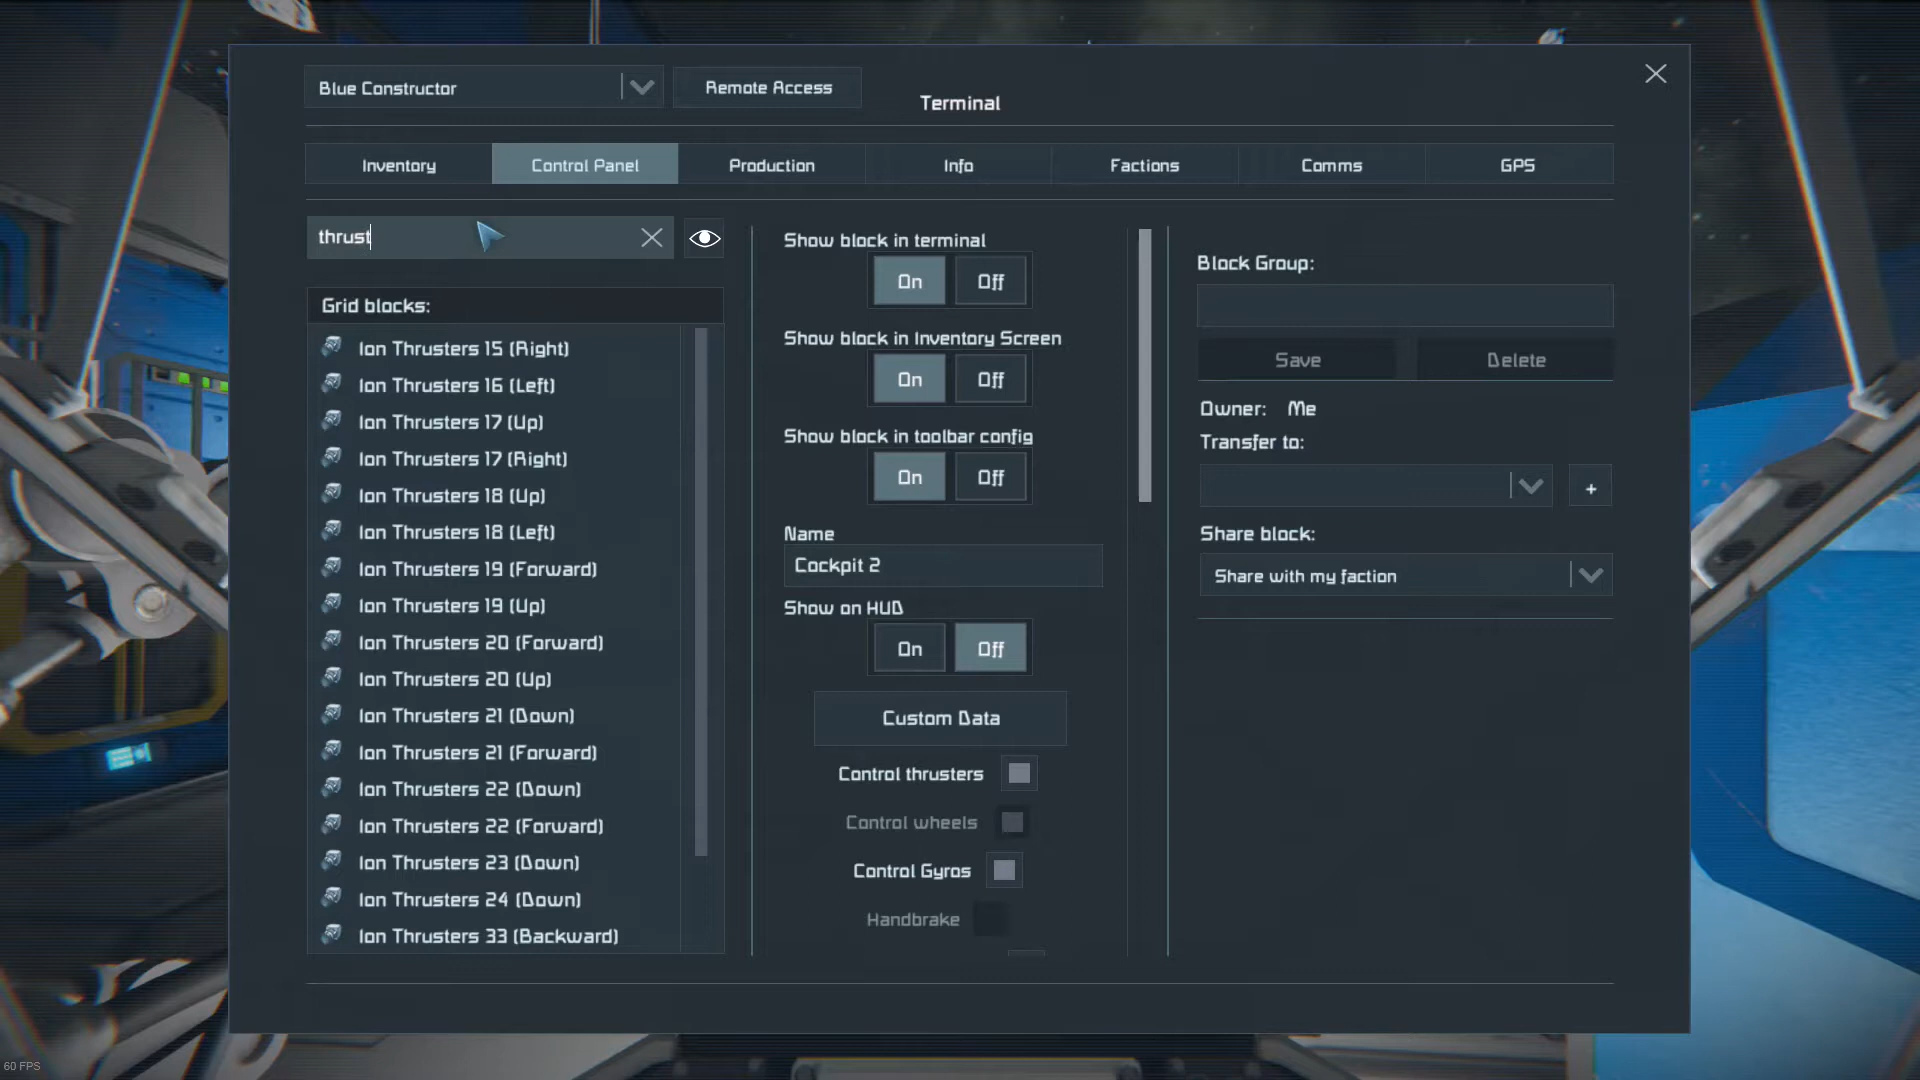 Blue Constructor
Remote Access
Terminal
Inventory
Control Panel
Production
Info
Factions
Comms
GPS
thrust
Grid blocks:
Ion Thrusters 15 (Right)
Ion Thrusters 16 (Left)
Ion Thrusters 17 (Up)
Ion Thrusters 17 (Right)
Ion Thrusters 18 (Up)
Ion Thrusters 18 (Left)
Ion Thrusters 19 (Forward)
Ion Thrusters 19 (Up)
Ion Thrusters 20 (Forward)
Ion Thrusters 20 (Up)
Ion Thrusters 21 (Down)
Ion Thrusters 21 (Forward)
Ion Thrusters 22 (Down)
Ion Thrusters 22 (Forward)
Ion Thrusters 23 (Down)
Ion Thrusters 24 (Down)
Ion Thrusters 33 (Backward)
Show block in terminal
On Off
Show block in Inventory Screen
On Off
Show block in toolbar config
On Off
Name
Cockpit 2
Show on HUD
On Off
Custom Data
Control thrusters
Control wheels
Control Gyros
Handbrake
Block Group:
Save Delete
Owner: Me
Transfer to:
+
Share block:
Share with my faction
60 FPS